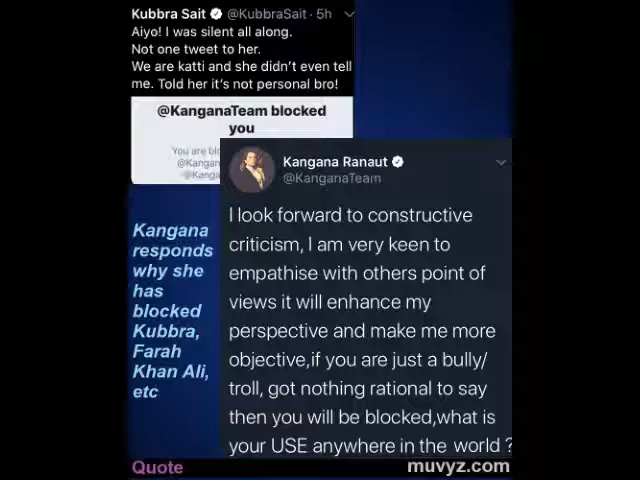 Kubbra Sait @KubbraSait · 5h
Aiyo! I was silent all along.
Not one tweet to her.
We are katti and she didn't even tell
me. Told her it's not personal bro!
@KanganaTeam blocked
you
You are
@Kangan
@Kanga
Kangana Ranaut
@KanganaTeam
I look forward to constructive
criticism, I am very keen to
empathise with others point of
views it will enhance my
perspective and make me more
objective,if you are just a bully/
troll, got nothing rational to say
then you will be blocked,what is
your USE anywhere in the world ?
Kangana
responds
why she
has
blocked
Kubbra,
Farah
Khan Ali,
etc
Quote
muvyz.com